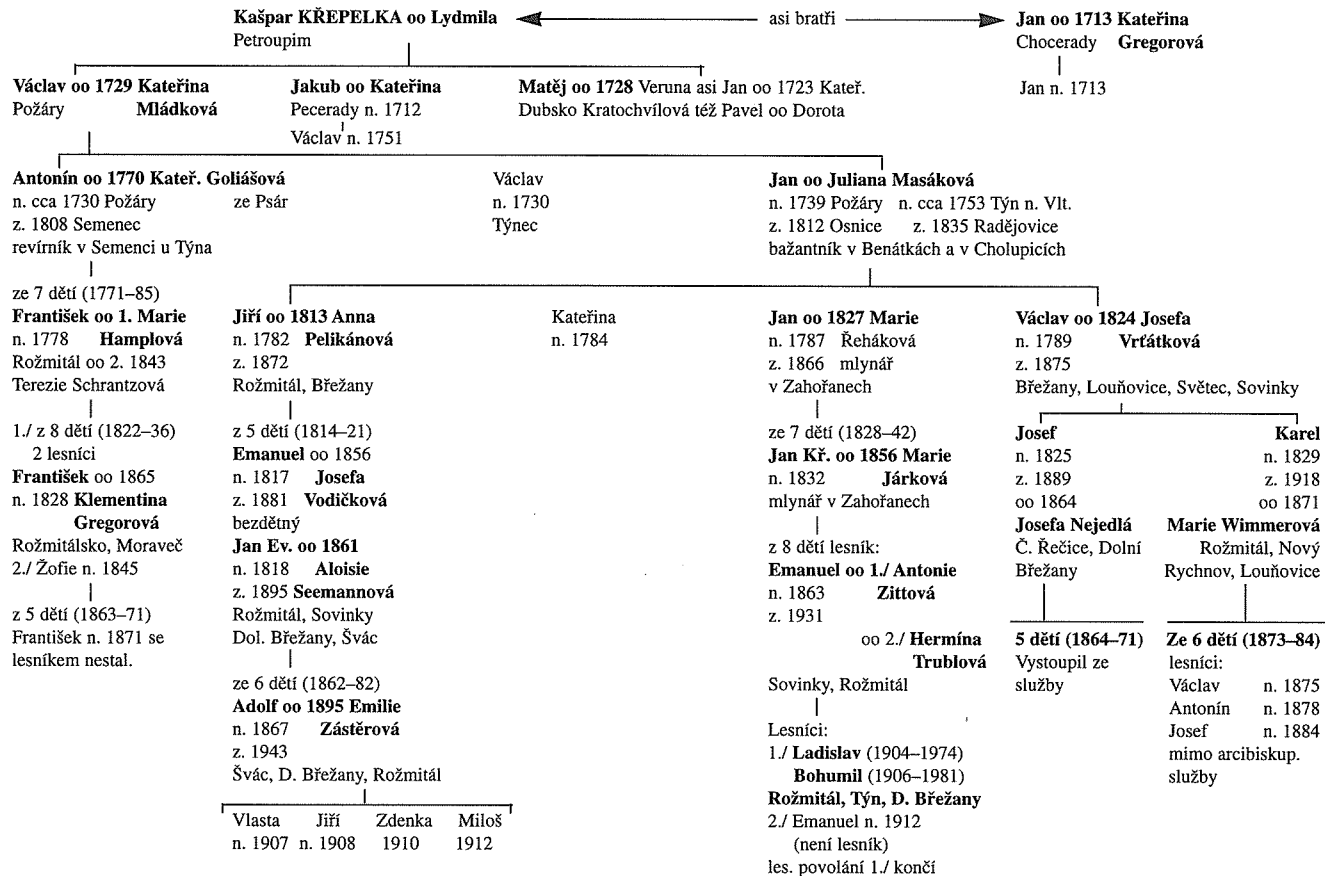 Kašpar KŘEPELKA oo Lydmila
Petroupim
asi bratři
Jan oo 1713 Kateřina
Chocerady Gregorová
Jan n. 1713
Václav oo 1729 Kateřina
Požáry Mládková
Jakub oo Kateřina
Pecerady n. 1712
Václav n. 1751
Matěj oo 1728 Veruna asi Jan oo 1723 Kateř.
Dubsko Kratochvílová též Pavel oo Dorota
Antonín oo 1770 Kateř. Goliášová
n. cca 1730 Požáry ze Psár
z. 1808 Semenec
revírník v Semenci u Týna
Václav
n. 1730
Týnec
Jan oo Juliana Masáková
n. 1739 Požáry n. cca 1753 Týn n. Vlt.
z. 1812 Osnice z. 1835 Radějovice
bažantník v Benátkách a v Cholupicích
ze 7 dětí (1771–85)
František oo 1. Marie
n. 1778 Hamplová
Rožmitál oo 2. 1843
Terezie Schrantzová
1./ z 8 dětí (1822–36)
2 lesníci
František oo 1865
n. 1828 Klementina
Gregorová
Rožmitálsko, Moraveč
2./ Žofie n. 1845
z 5 dětí (1863–71)
František n. 1871 se
lesníkem nestal.
Jiří oo 1813 Anna
n. 1782 Pelikánová
z. 1872
Rožmitál, Břežany
z 5 dětí (1814–21)
Emanuel oo 1856
n. 1817 Josefa
z. 1881 Vodičková
bezdětný
Jan Ev. oo 1861
n. 1818 Aloisie
z. 1895 Seemannová
Rožmitál, Sovinky
Dol. Břežany, Švác
ze 6 dětí (1862–82)
Adolf oo 1895 Emilie
n. 1867 Zástěrová
z. 1943
Švác, D. Břežany, Rožmitál
Vlasta Jiří Zdenka Miloš
n. 1907 n. 1908 1910 1912
Kateřina
n. 1784
Jan oo 1827 Marie
n. 1787 Řeháková
z. 1866 mlynář
v Zahořanech
ze 7 dětí (1828–42)
Jan Kř. oo 1856 Marie
n. 1832 Járková
mlynář v Zahořanech
z 8 dětí lesník:
Emanuel oo 1./ Antonie
n. 1863 Zittová
z. 1931
oo 2./ Hermína
Trublová
Sovinky, Rožmitál
Lesníci:
1./ Ladislav (1904–1974)
Bohumil (1906–1981)
Rožmitál, Týn, D. Břežany
2./ Emanuel n. 1912
(není lesník)
les. povolání 1./ končí
Václav oo 1824 Josefa
n. 1789 Vrťátková
z. 1875
Břežany, Louňovice, Světec, Sovinky
Josef
n. 1825
z. 1889
oo 1864
Josefa Nejedlá
Č. Řečice, Dolní
Břežany
5 dětí (1864–71)
Vystoupil ze
služby
Karel
n. 1829
z. 1918
oo 1871
Marie Wimmerová
Rožmitál, Nový
Rychnov, Louňovice
Ze 6 dětí (1873–84)
lesníci:
Václav n. 1875
Antonín n. 1878
Josef n. 1884
mimo arcibiskup.
služby